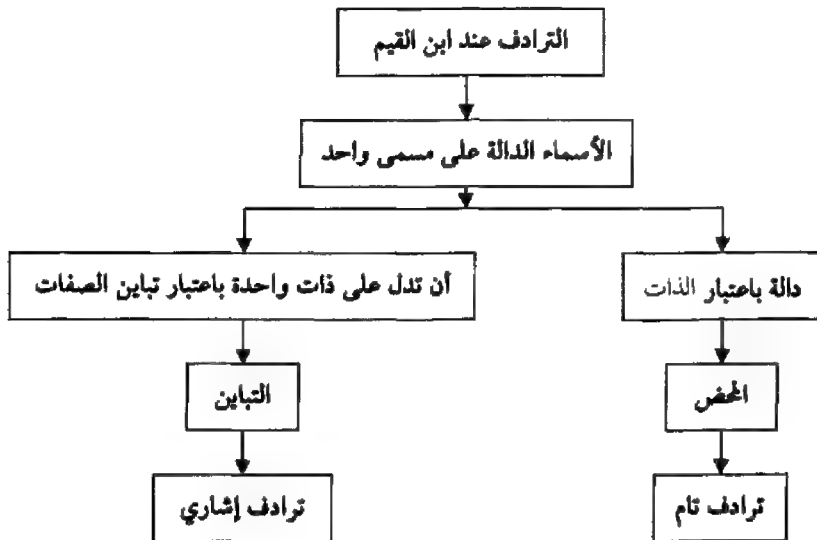 الترادف عند ابن القيم
الأسماء الدالة على مسمى واحد
دالة باعتبار الذات
أن تدل على ذات واحدة باعتبار تباين الصفات
المحض
التباين
ترادف تام
ترادف إشاري